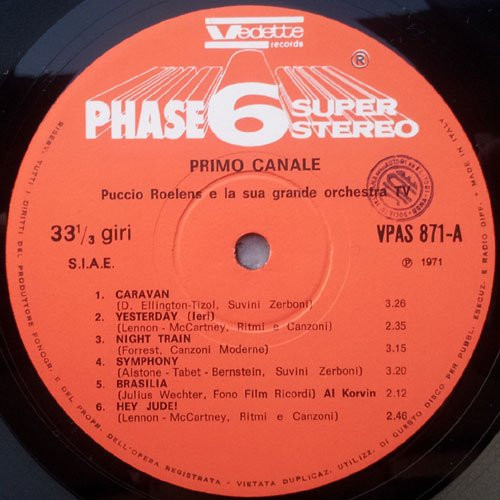 Vedette
records
PHASE 6 SUPER STEREO
®
PRIMO CANALE
Puccio Roelens e la sua grande orchestra TV
33 1/3 giri
VPAS 871-A
S.I.A.E.
℗ 1971
1. CARAVAN
(D. Ellington-Tizol, Suvini Zerboni) 3.26
2. YESTERDAY (Ieri)
(Lennon - McCartney, Ritmi e Canzoni) 2.35
3. NIGHT TRAIN
(Forrest, Canzoni Moderne) 3.15
4. SYMPHONY
(Alstone - Tabet - Bernstein, Suvini Zerboni) 3.20
5. BRASILIA
(Julius Wechter, Fono Film Ricordi) Al Korvin 2.12
6. HEY JUDE!
(Lennon - McCartney, Ritmi e Canzoni) 2.46
RISERV. TUTTI I DIRITTI DEL PRODUTTORE FONOGR. E DEL PROPR. DELL'OPERA REGISTRATA - VIETATA DUPLICAZ. UTILIZZ. DI QUESTO DISCO PER PUBBL. ESECUZ. E RADIO DIFF. - MADE IN ITALY